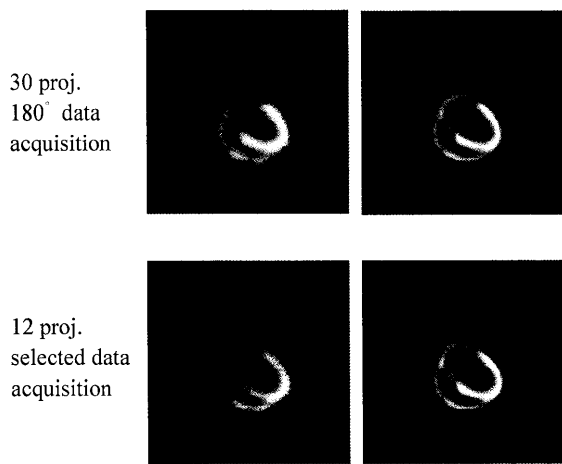 30 proj.
180° data
acquisition
12 proj.
selected data
acquisition